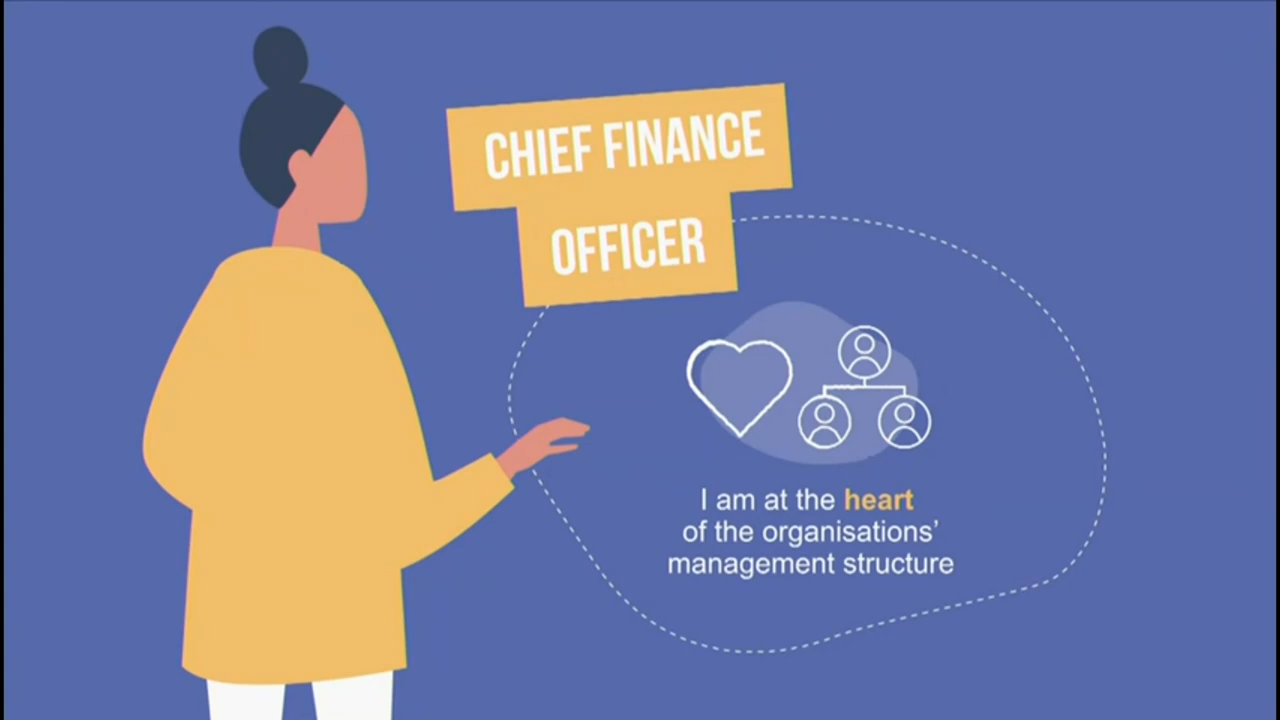 CHIEF FINANCE
OFFICER
I am at the heart
of the organisations’
management structure